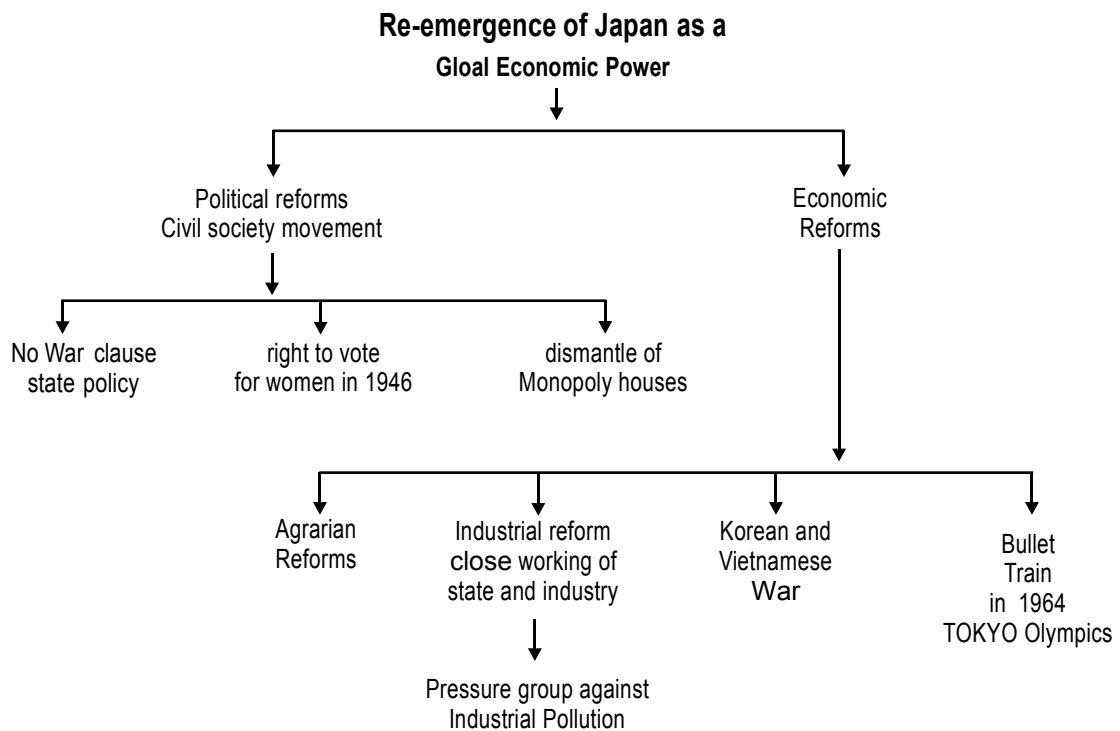 Re-emergence of Japan as a
Gloal Economic Power
Political reforms
Civil society movement
Economic
Reforms
No War clause
state policy
right to vote
for women in 1946
dismantle of
Monopoly houses
Agrarian
Reforms
Industrial reform
close working of
state and industry
Korean and
Vietnamese
War
Bullet
Train
in 1964
TOKYO Olympics
Pressure group against
Industrial Pollution